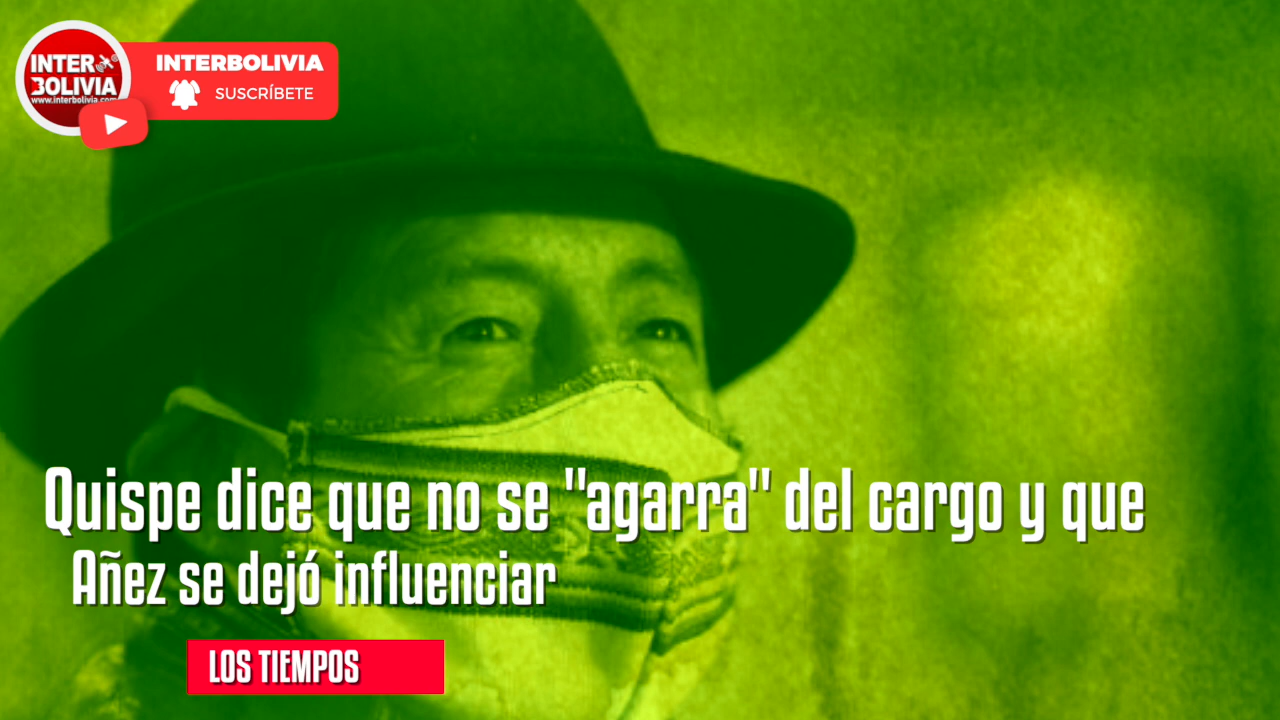 INTER
BOLIVIA
www.interbolivia.com
INTERBOLIVIA
SUSCRÍBETE
Quispe dice que no se "agarra" del cargo y que
Añez se dejó influenciar
LOS TIEMPOS